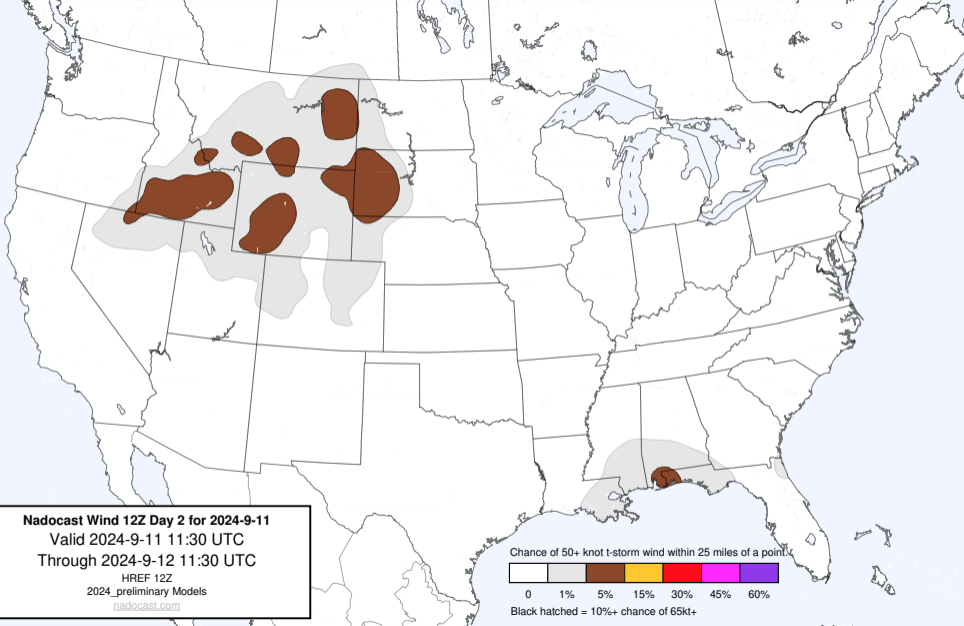 Nadocast Wind 12Z Day 2 for 2024-9-11
Valid 2024-9-11 11:30 UTC
Through 2024-9-12 11:30 UTC
HREF 12Z
2024_preliminary Models
nadocast.com
Chance of 50+ knot t-storm wind within 25 miles of a point.
0 1% 5% 15% 30% 45% 60%
Black hatched = 10%+ chance of 65kt+